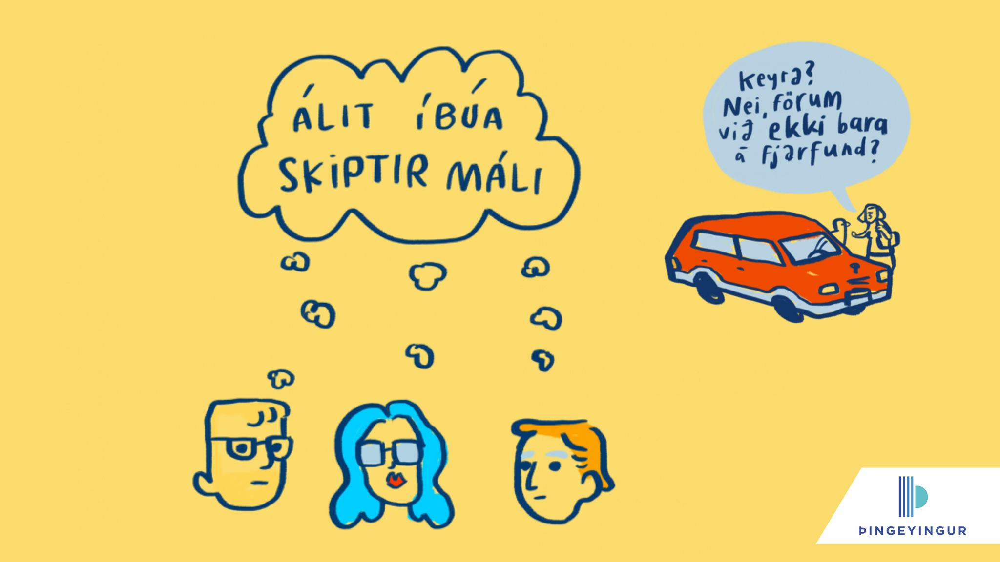 ÁLIT ÍBÚA
SKIPTIR MÁLI
Keyra?
Nei, förum
við ekki bara
á fjarfund?
ÞINGEYINGUR